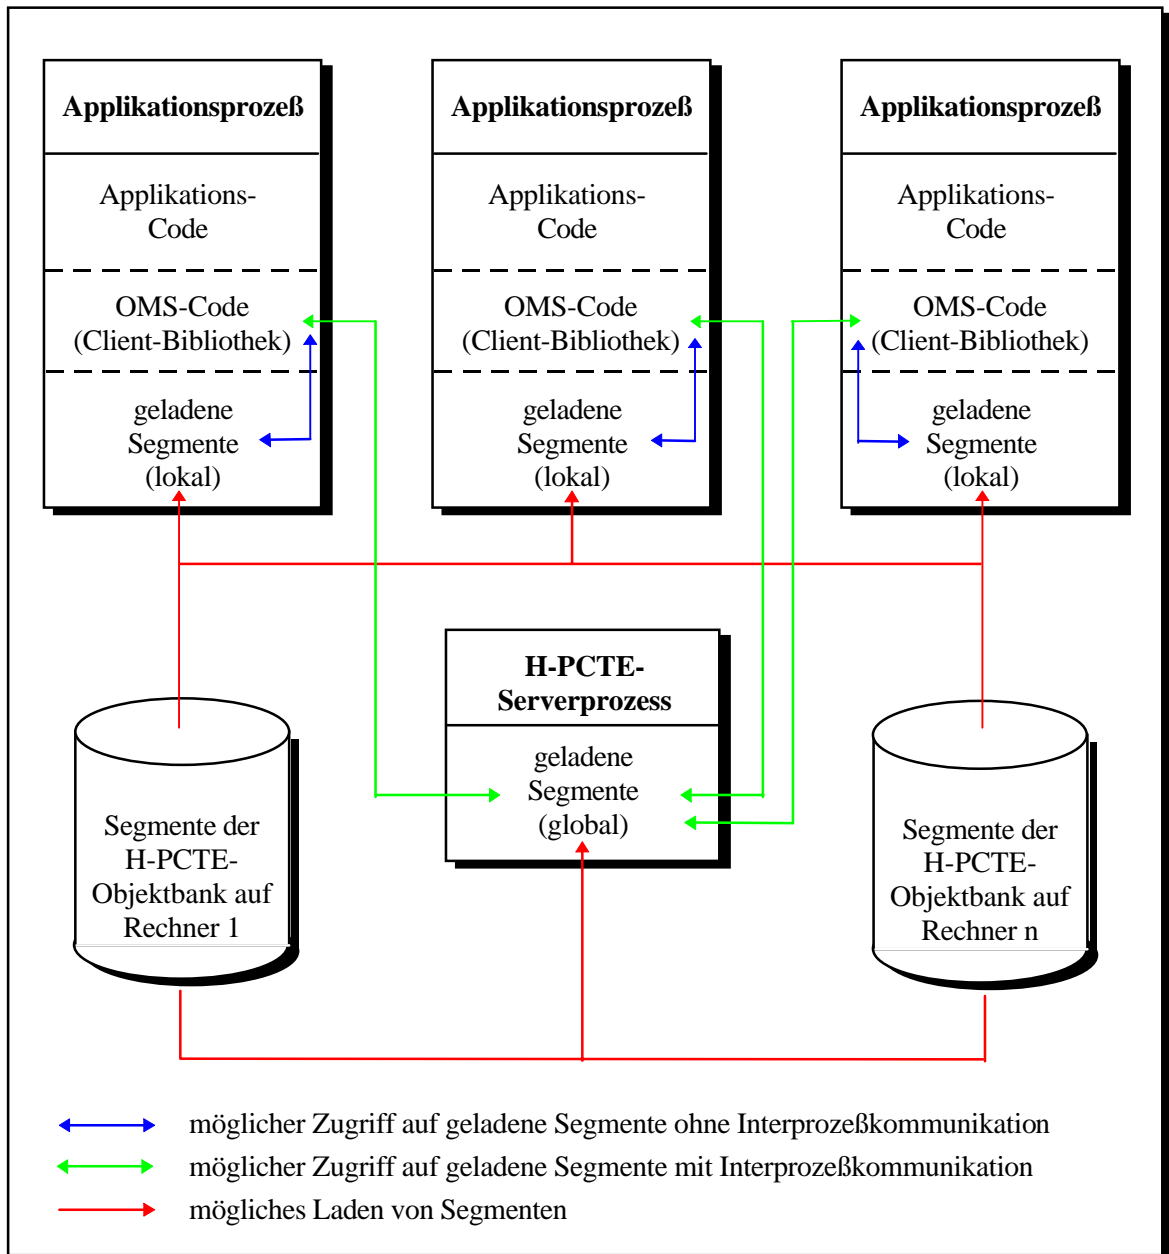 Applikationsprozeß
Applikations-
Code
OMS-Code
(Client-Bibliothek)
geladene
Segmente
(lokal)
Applikationsprozeß
Applikations-
Code
OMS-Code
(Client-Bibliothek)
geladene
Segmente
(lokal)
Applikationsprozeß
Applikations-
Code
OMS-Code
(Client-Bibliothek)
geladene
Segmente
(lokal)
Segmente der
H-PCTE-
Objektbank auf
Rechner 1
H-PCTE-
Serverprozess
geladene
Segmente
(global)
Segmente der
H-PCTE-
Objektbank auf
Rechner n
möglicher Zugriff auf geladene Segmente ohne Interprozeßkommunikation
möglicher Zugriff auf geladene Segmente mit Interprozeßkommunikation
mögliches Laden von Segmenten